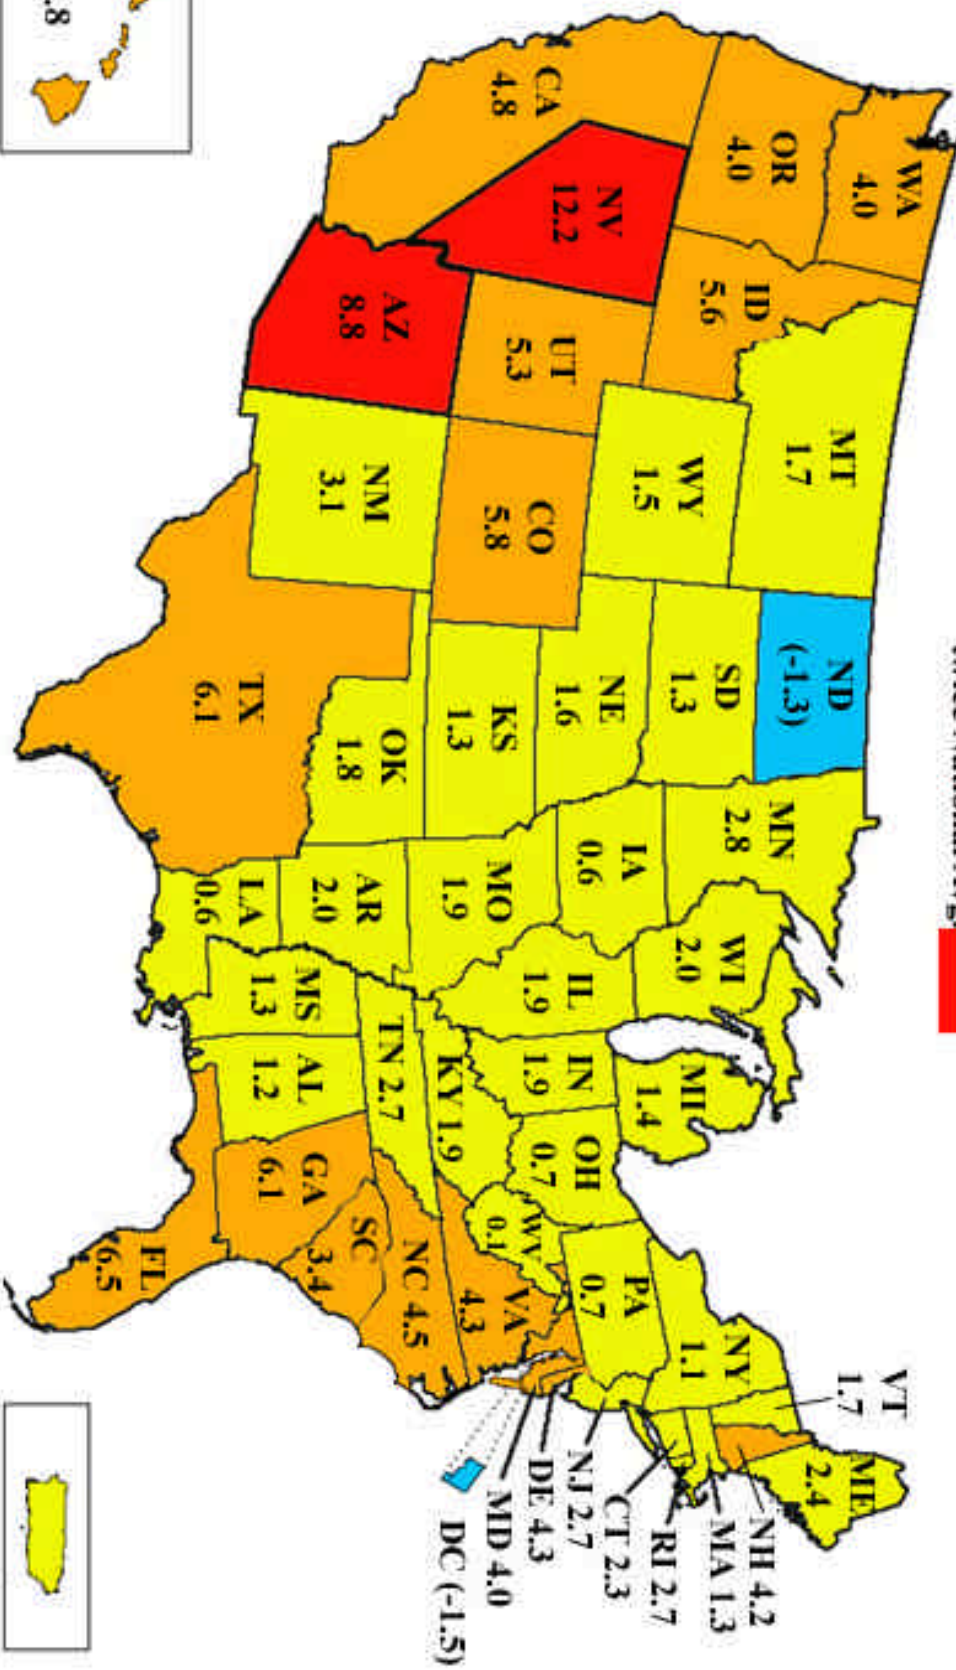 WA
4.0
OR
4.0
CA
4.8
NV
12.2
ID
5.6
MT
1.7
WY
1.5
UT
5.3
AZ
8.8
CO
5.8
NM
3.1
ND
(-1.3)
SD
1.3
NE
1.6
KS
1.3
OK
1.8
TX
6.1
MN
2.8
IA
0.6
MO
1.9
AR
2.0
LA
0.6
WI
2.0
IL
1.9
MS
1.3
MI
1.4
IN
1.9
KY 1.9
TN 2.7
AL
1.2
OH
0.7
WV
0.1
GA
6.1
FL
6.5
SC
3.4
NC 4.5
VA
4.3
PA
0.7
NY
1.1
VT
1.7
ME
2.4
NH 4.2
MA 1.3
RI 2.7
CT 2.3
NJ 2.7
DE 4.3
MD 4.0
DC (-1.5)
.8